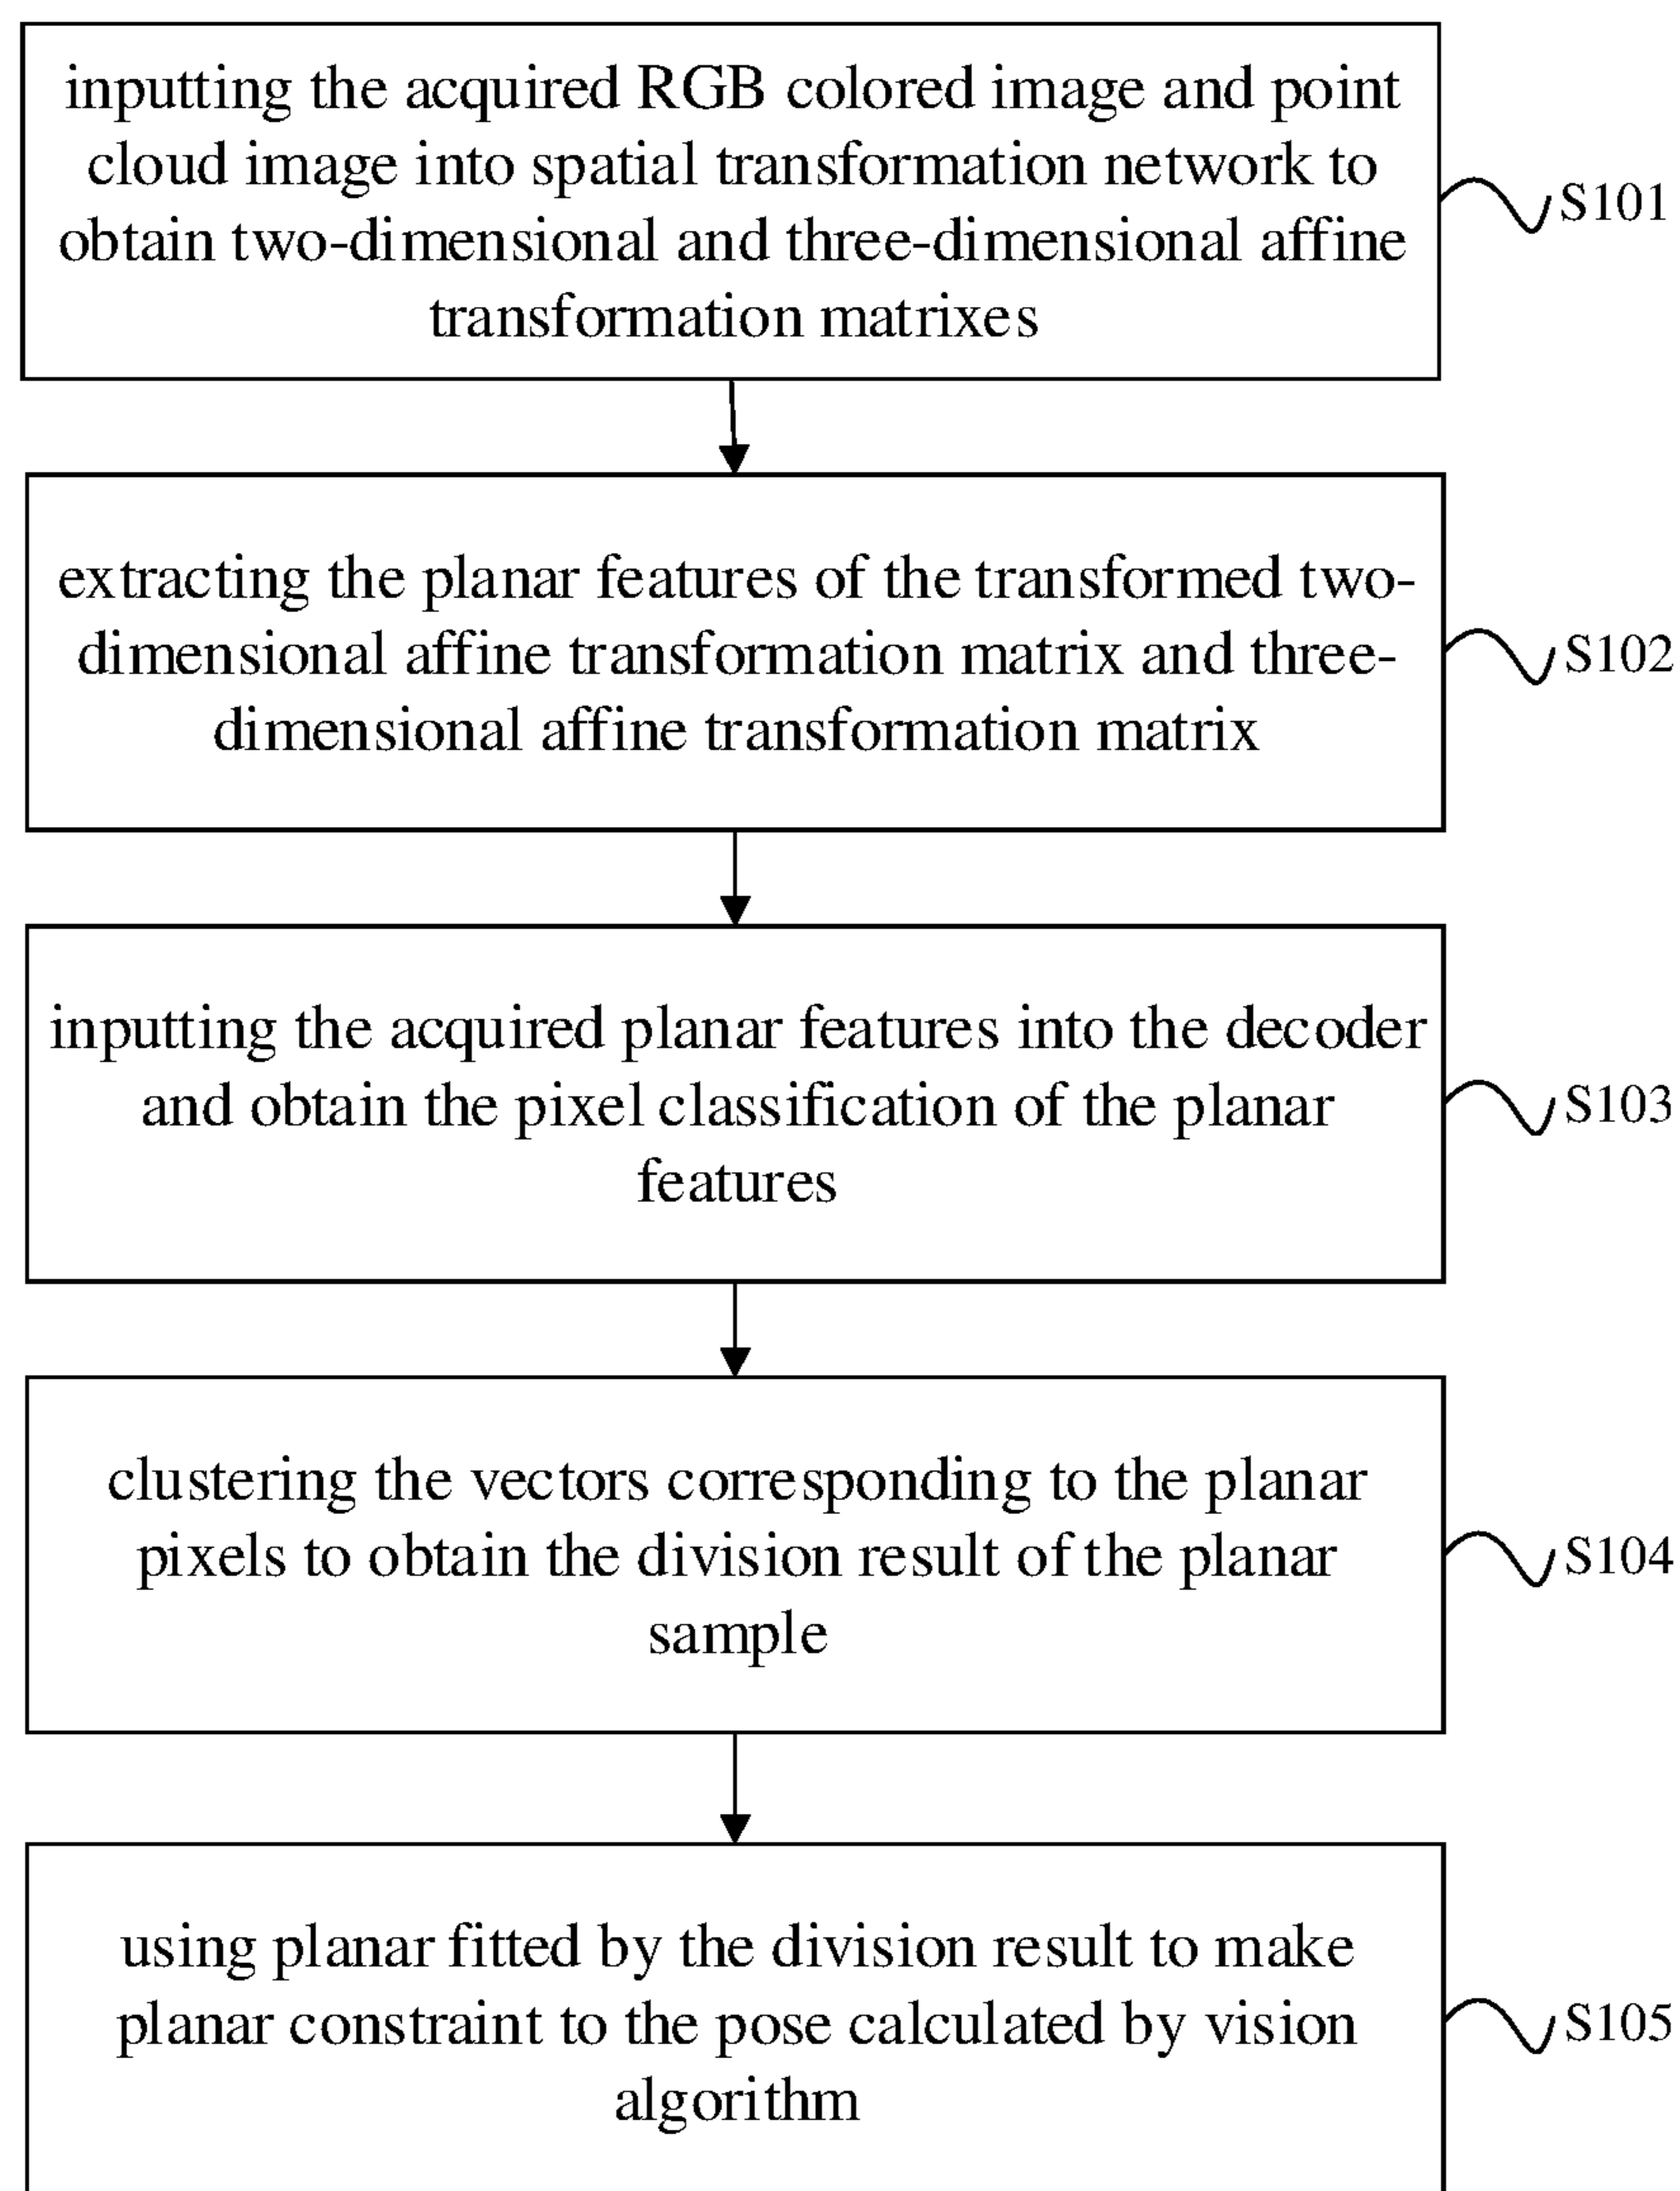 inputting the acquired RGB colored image and point
cloud image into spatial transformation network to
obtain two-dimensional and three-dimensional affine
transformation matrixes
S101
extracting the planar features of the transformed two-
dimensional affine transformation matrix and three-
dimensional affine transformation matrix
S102
inputting the acquired planar features into the decoder
and obtain the pixel classification of the planar
features
S103
clustering the vectors corresponding to the planar
pixels to obtain the division result of the planar
sample
S104
using planar fitted by the division result to make
planar constraint to the pose calculated by vision
algorithm
S105